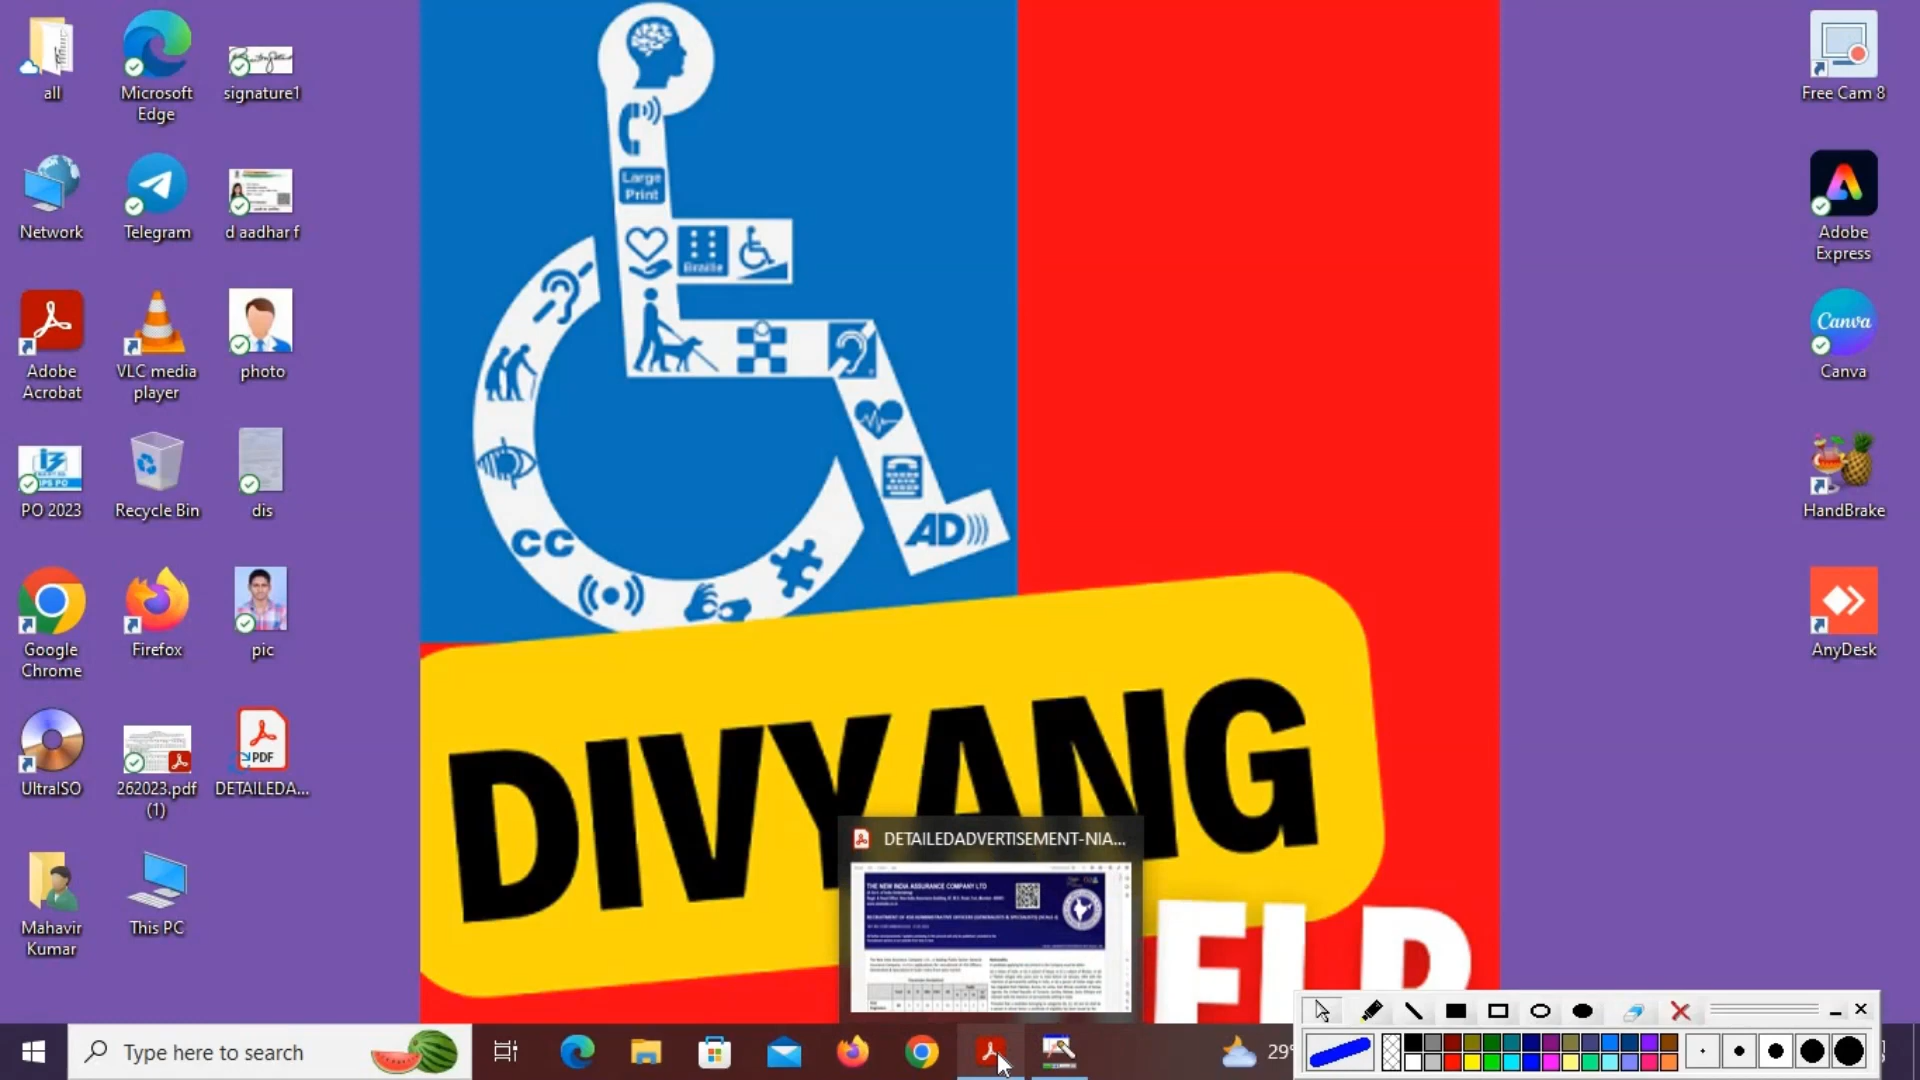 all
Microsoft
Edge
signature1
Network
Telegram
d aadhar f
Adobe
Acrobat
VLC media
player
photo
PO 2023
Recycle Bin
dis
Google
Chrome
Firefox
pic
UltraISO
262023.pdf
(1)
PDF
DETAILEDA...
Mahavir
Kumar
This PC
Large
Print
Braille
CC
AD
DIVYANG
Free Cam 8
Adobe
Express
Canva
Canva
HandBrake
AnyDesk
DETAILEDADVERTISEMENT-NIA...
THE NEW INDIA ASSURANCE COMPANY LTD
Type here to search
29°